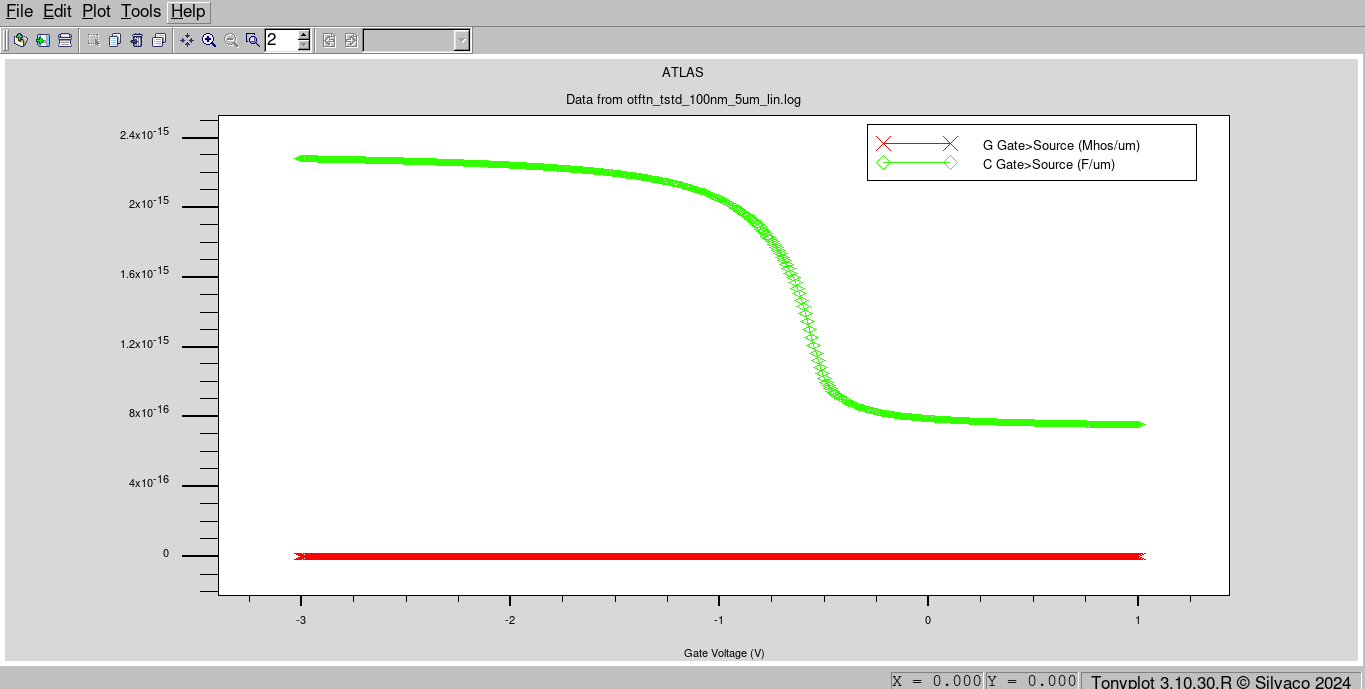 File Edit Plot Tools Help
2
ATLAS
Data from otftn_tstd_100nm_5um_lin.log
G Gate>Source (Mhos/um)
C Gate>Source (F/um)
2.4x10-15
2x10-15
1.6x10-15
1.2x10-15
8x10-16
4x10-16
0
-3 -2 -1 0 1
Gate Voltage (V)
X = 0.000 Y = 0.000 Tonyplot 3.10.30.R © Silvaco 2024